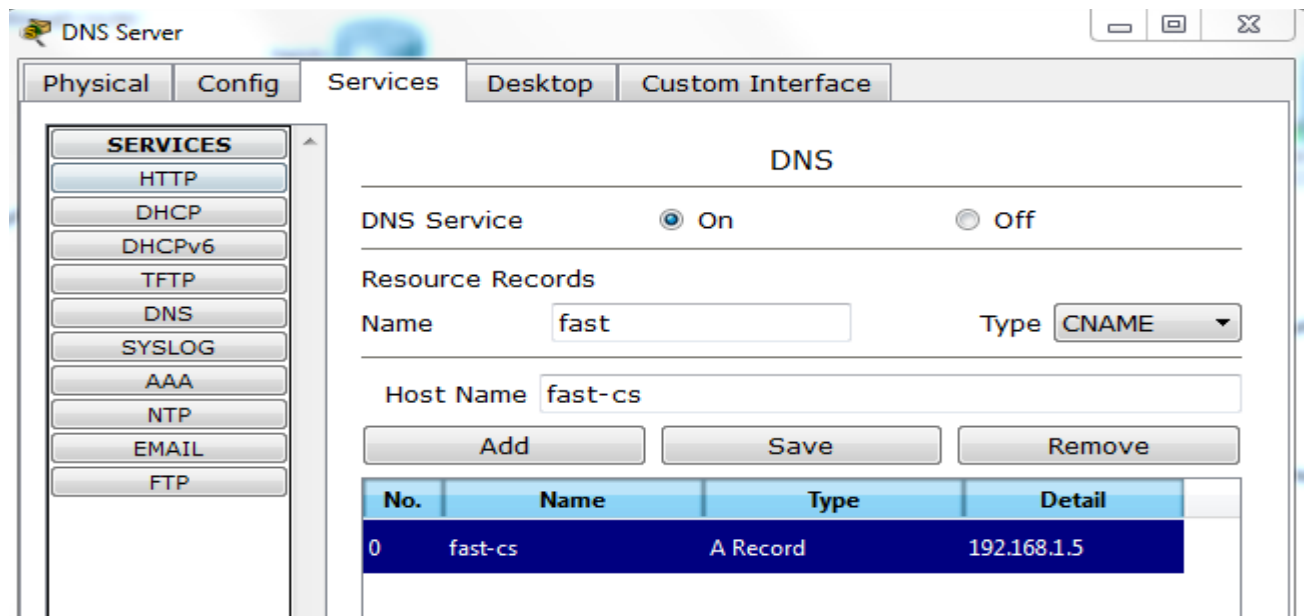 DNS Server
Physical Config Services Desktop Custom Interface
SERVICES
HTTP
DHCP
DHCPv6
TFTP
DNS
SYSLOG
AAA
NTP
EMAIL
FTP
DNS
DNS Service On Off
Resource Records
Name fast Type CNAME
Host Name fast-cs
Add Save Remove
No. Name Type Detail
0 fast-cs A Record 192.168.1.5